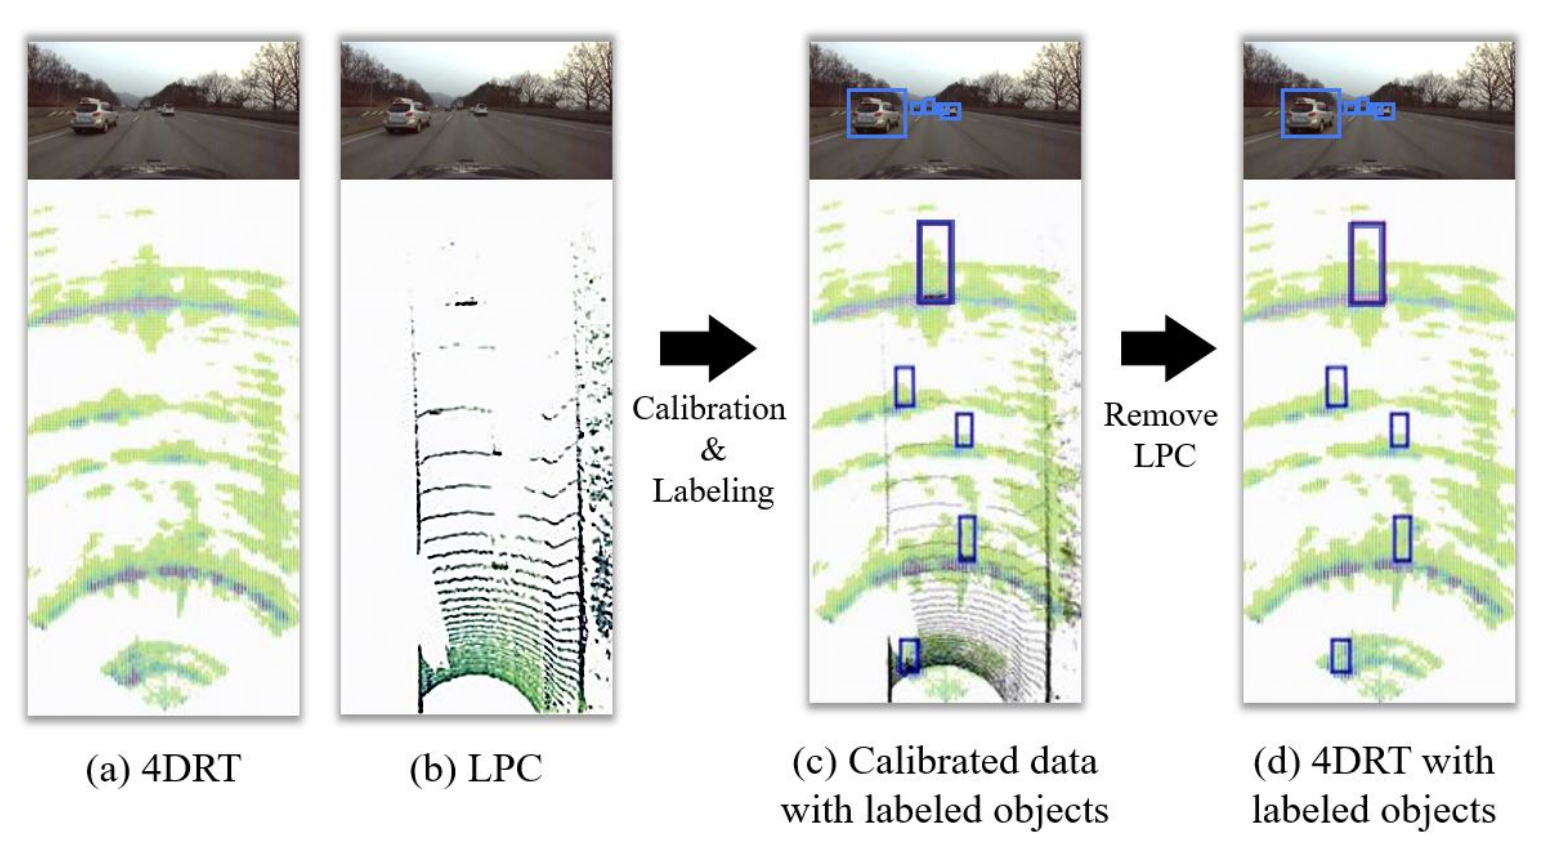 Calibration
&
Labeling
Remove
LPC
(a) 4DRT
(b) LPC
(c) Calibrated data
with labeled objects
(d) 4DRT with
labeled objects